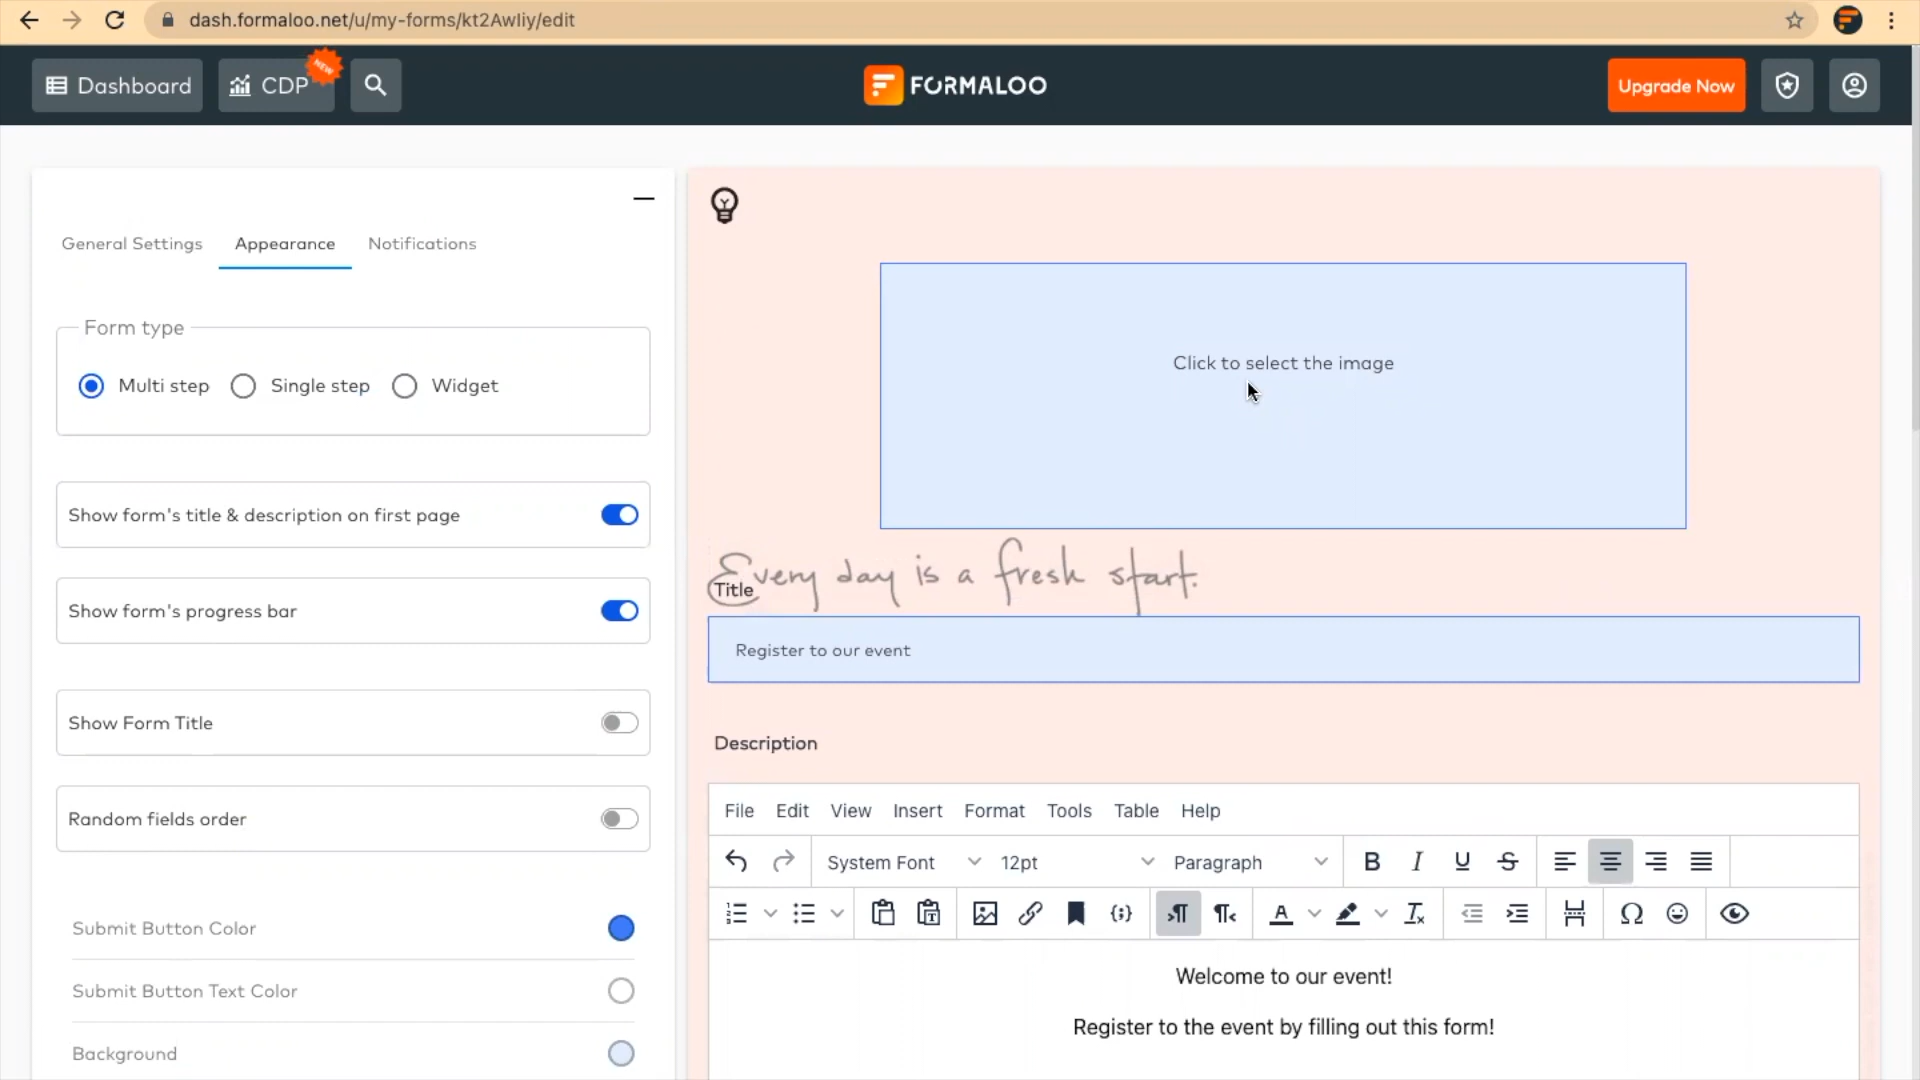 dash.formaloo.net/u/my-forms/kt2Awliy/edit
Dashboard
CDP
NEW
FORMALOO
Upgrade Now
General Settings
Appearance
Notifications
Form type
Multi step
Single step
Widget
Show form's title & description on first page
Show form's progress bar
Show Form Title
Random fields order
Submit Button Color
Submit Button Text Color
Background
Click to select the image
Every day is a fresh start.
Title
Register to our event
Description
File Edit View Insert Format Tools Table Help
System Font 12pt Paragraph B I U S
Welcome to our event!
Register to the event by filling out this form!